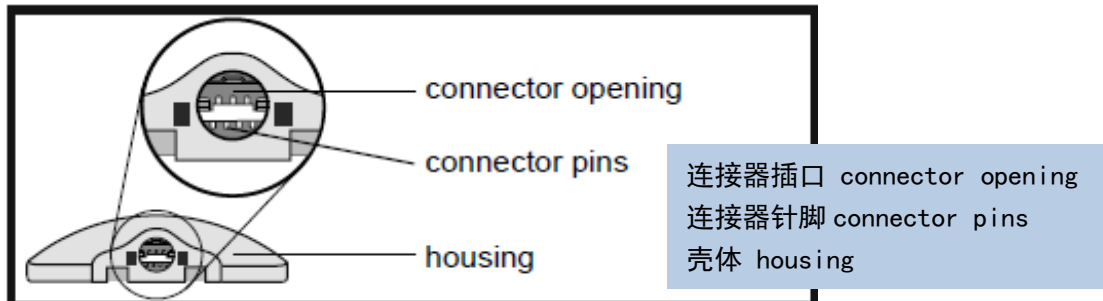 connector opening
connector pins
housing
连接器插口 connector opening
连接器针脚 connector pins
壳体 housing